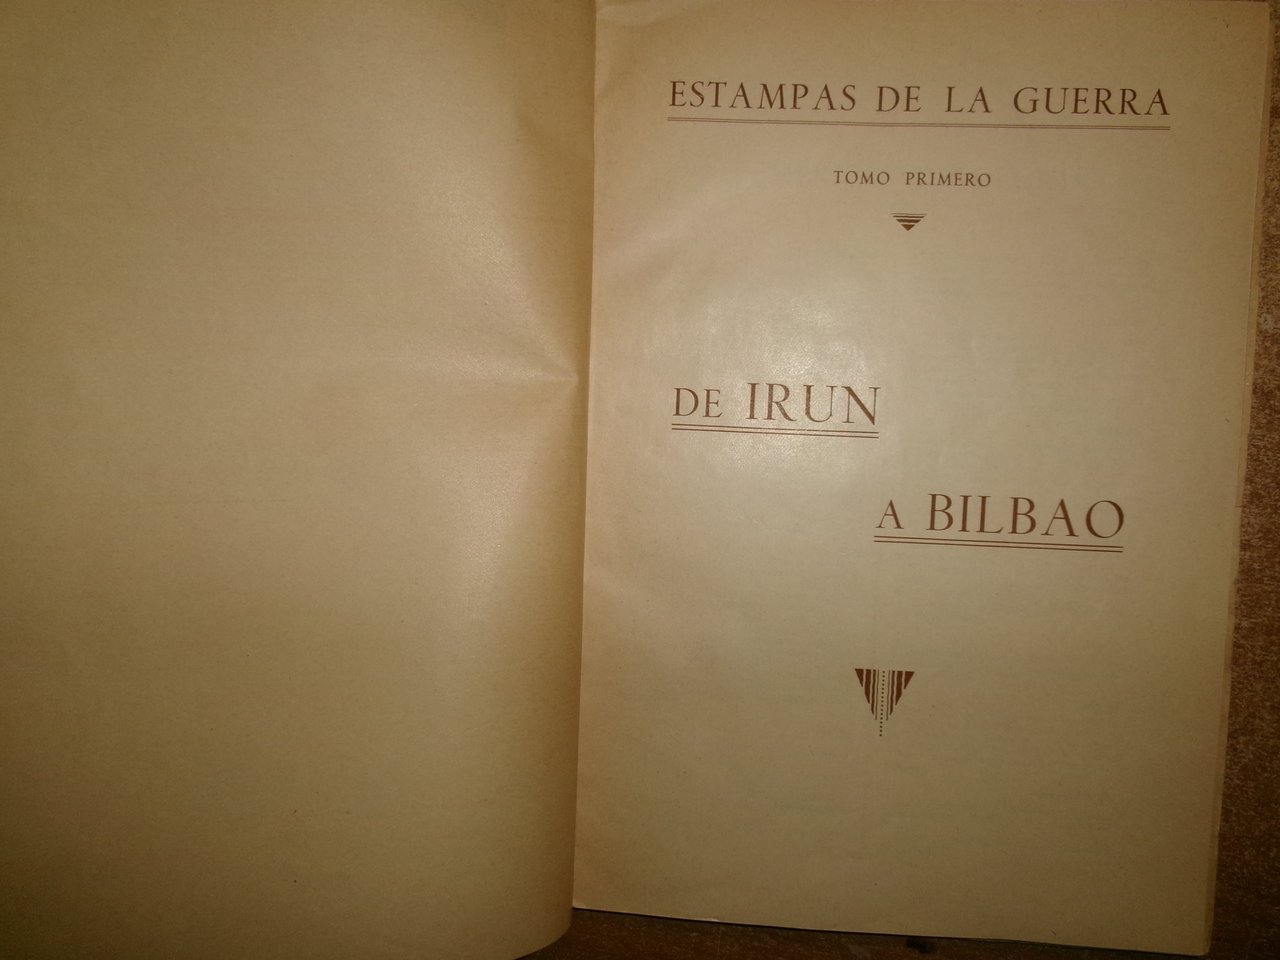 ESTAMPAS DE LA GUERRA
TOMO PRIMERO
DE IRUN
A BILBAO